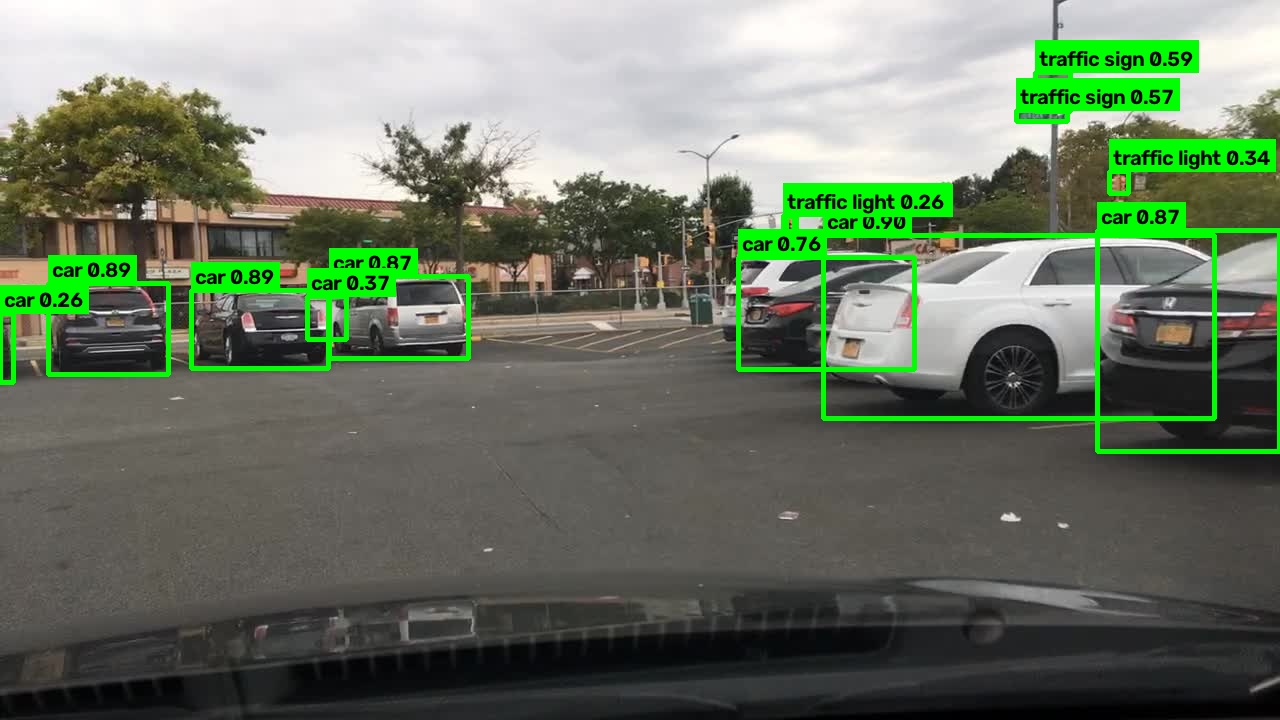 traffic sign 0.59
traffic sign 0.57
traffic light 0.34
traffic light 0.26
car 0.90
car 0.87
car 0.76
car 0.89
car 0.89
car 0.87
car 0.37
car 0.26